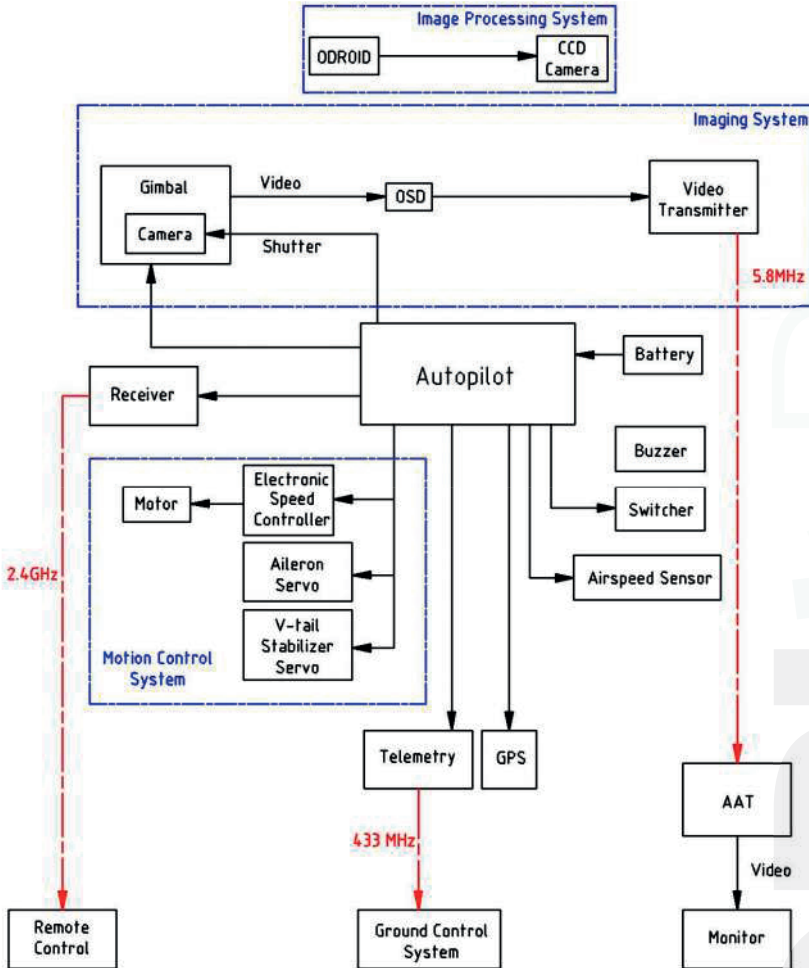 Image Processing System
ODROID
CCD
Camera
Imaging System
Gimbal
Video
OSD
Video
Transmitter
Camera
Shutter
5.8MHz
Autopilot
Battery
Receiver
Buzzer
Electronic
Speed
Controller
Motor
Switcher
2.4GHz
Aileron
Servo
Airspeed Sensor
V-tail
Stabilizer
Servo
Motion Control
System
Telemetry
GPS
AAT
433 MHz
Video
Remote
Control
Ground Control
System
Monitor